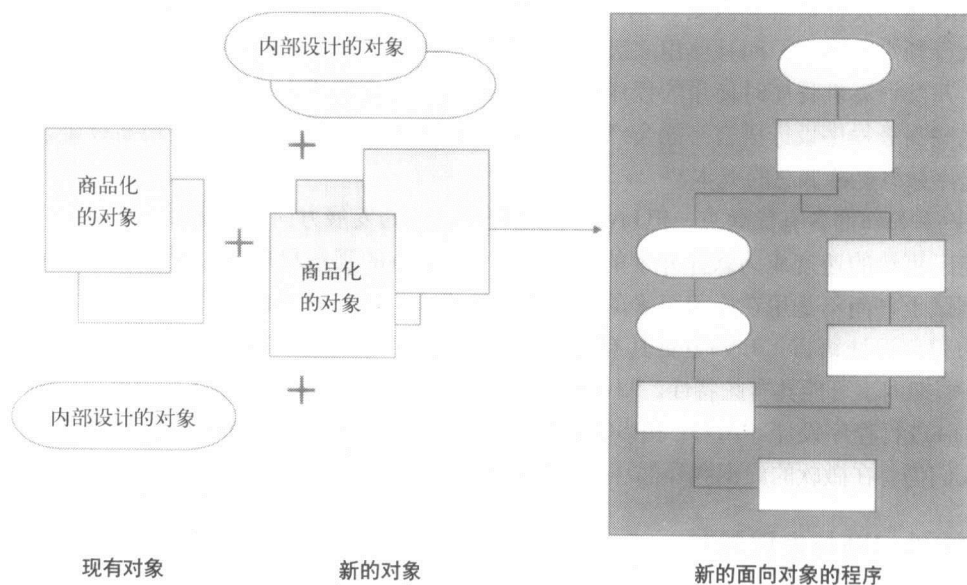 内部设计的对象
商品化
的对象
商品化
的对象
内部设计的对象
现有对象
新的对象
新的面向对象的程序